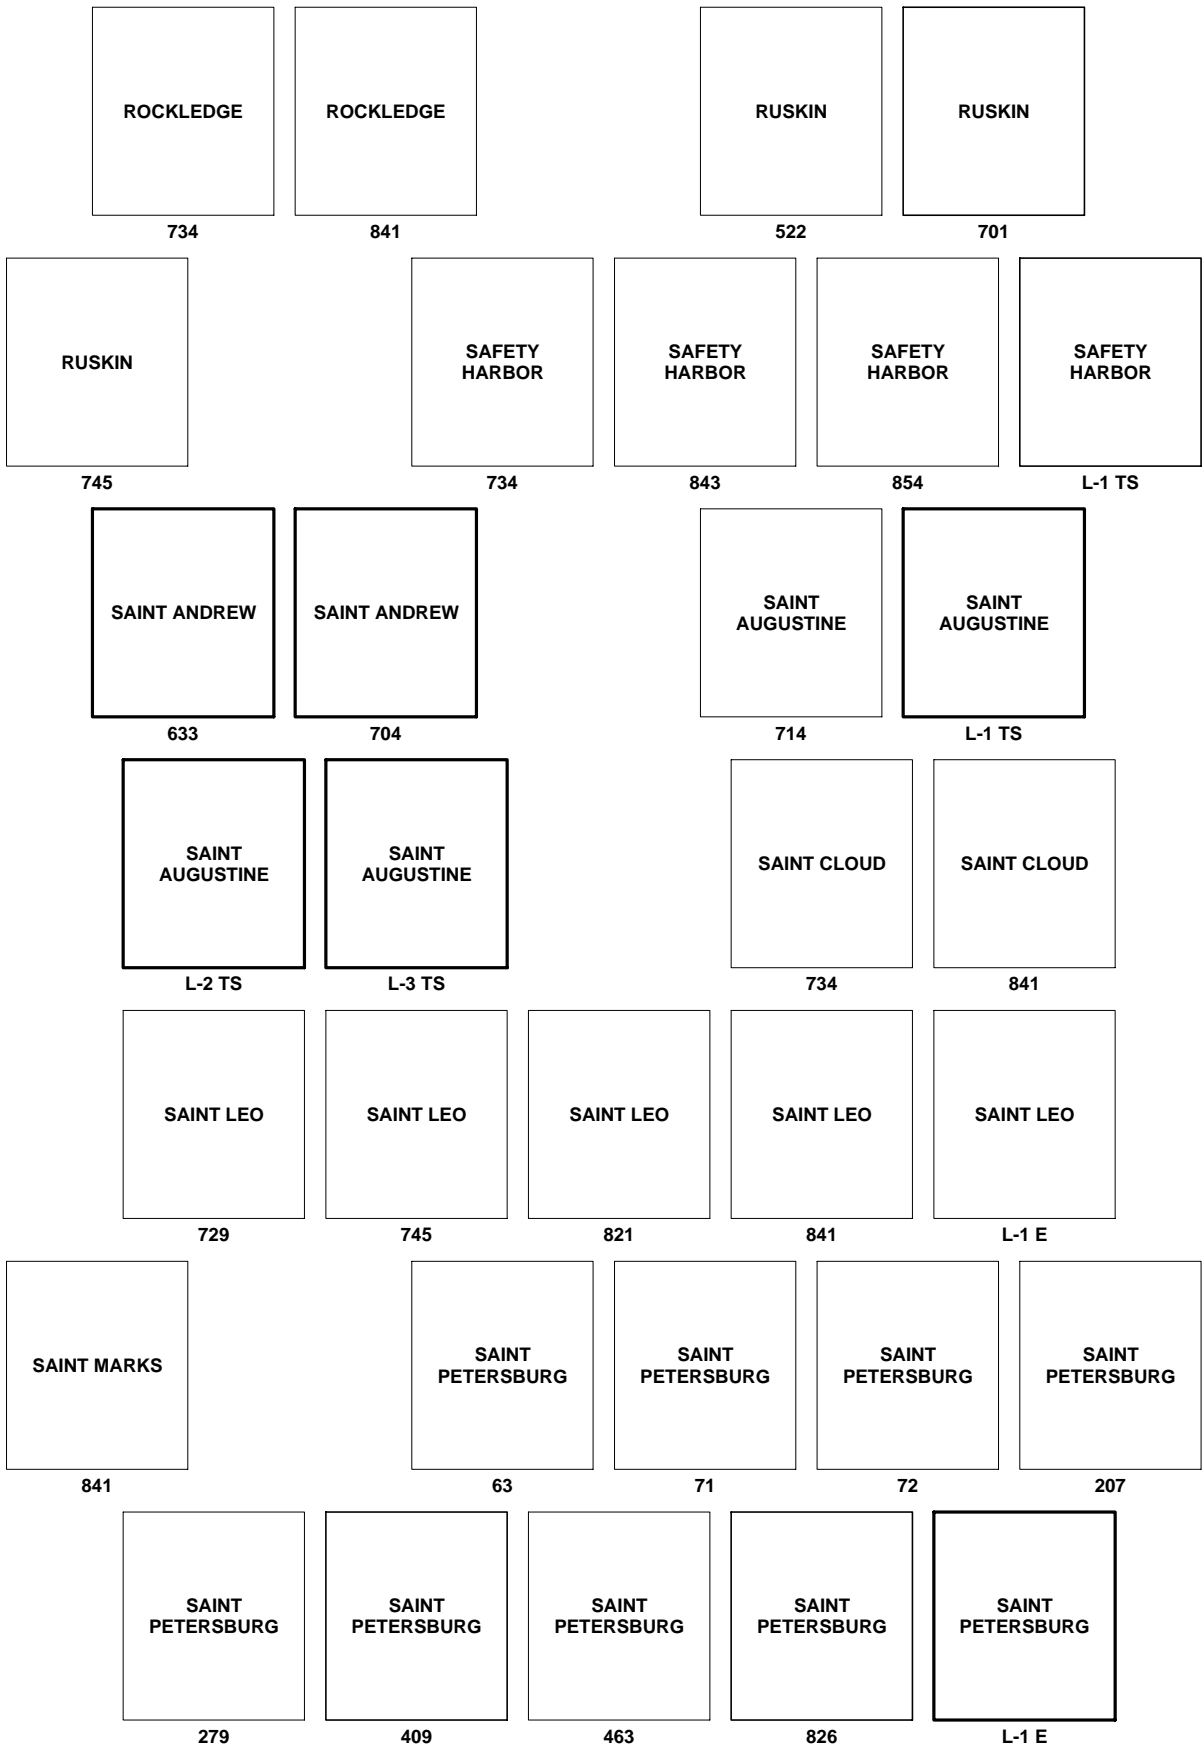 ROCKLEDGE
734
ROCKLEDGE
841
RUSKIN
522
RUSKIN
701
RUSKIN
745
SAFETY
HARBOR
734
SAFETY
HARBOR
843
SAFETY
HARBOR
854
SAFETY
HARBOR
L-1 TS
SAINT ANDREW
633
SAINT ANDREW
704
SAINT
AUGUSTINE
714
SAINT
AUGUSTINE
L-1 TS
SAINT
AUGUSTINE
L-2 TS
SAINT
AUGUSTINE
L-3 TS
SAINT CLOUD
734
SAINT CLOUD
841
SAINT LEO
729
SAINT LEO
745
SAINT LEO
821
SAINT LEO
841
SAINT LEO
L-1 E
SAINT MARKS
841
SAINT
PETERSBURG
63
SAINT
PETERSBURG
71
SAINT
PETERSBURG
72
SAINT
PETERSBURG
207
SAINT
PETERSBURG
279
SAINT
PETERSBURG
409
SAINT
PETERSBURG
463
SAINT
PETERSBURG
826
SAINT
PETERSBURG
L-1 E